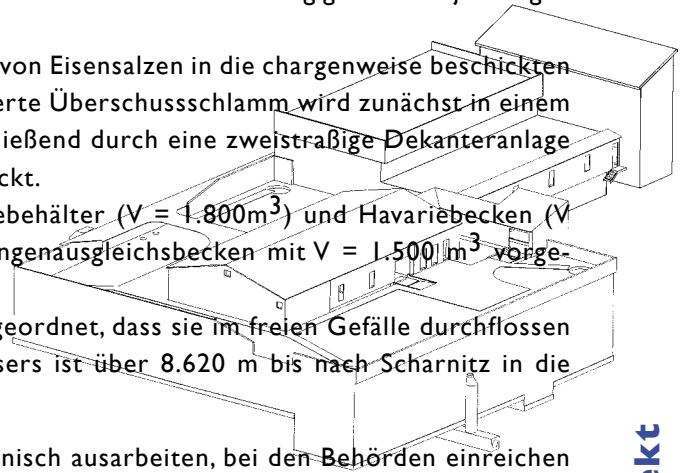 von Eisensalzen in die chargenweise beschickten
erte Überschussschlamm wird zunächst in einem
ießend durch eine zweistraßige Dekanteranlage
ckt.
ebehälter (V = 1.800m³) und Havariebecken (V
ngenausgleichsbecken mit V = 1.500 m³ vorge-
geordnet, dass sie im freien Gefälle durchflossen
sers ist über 8.620 m bis nach Scharnitz in die
nisch ausarbeiten, bei den Behörden einreichen
ekt